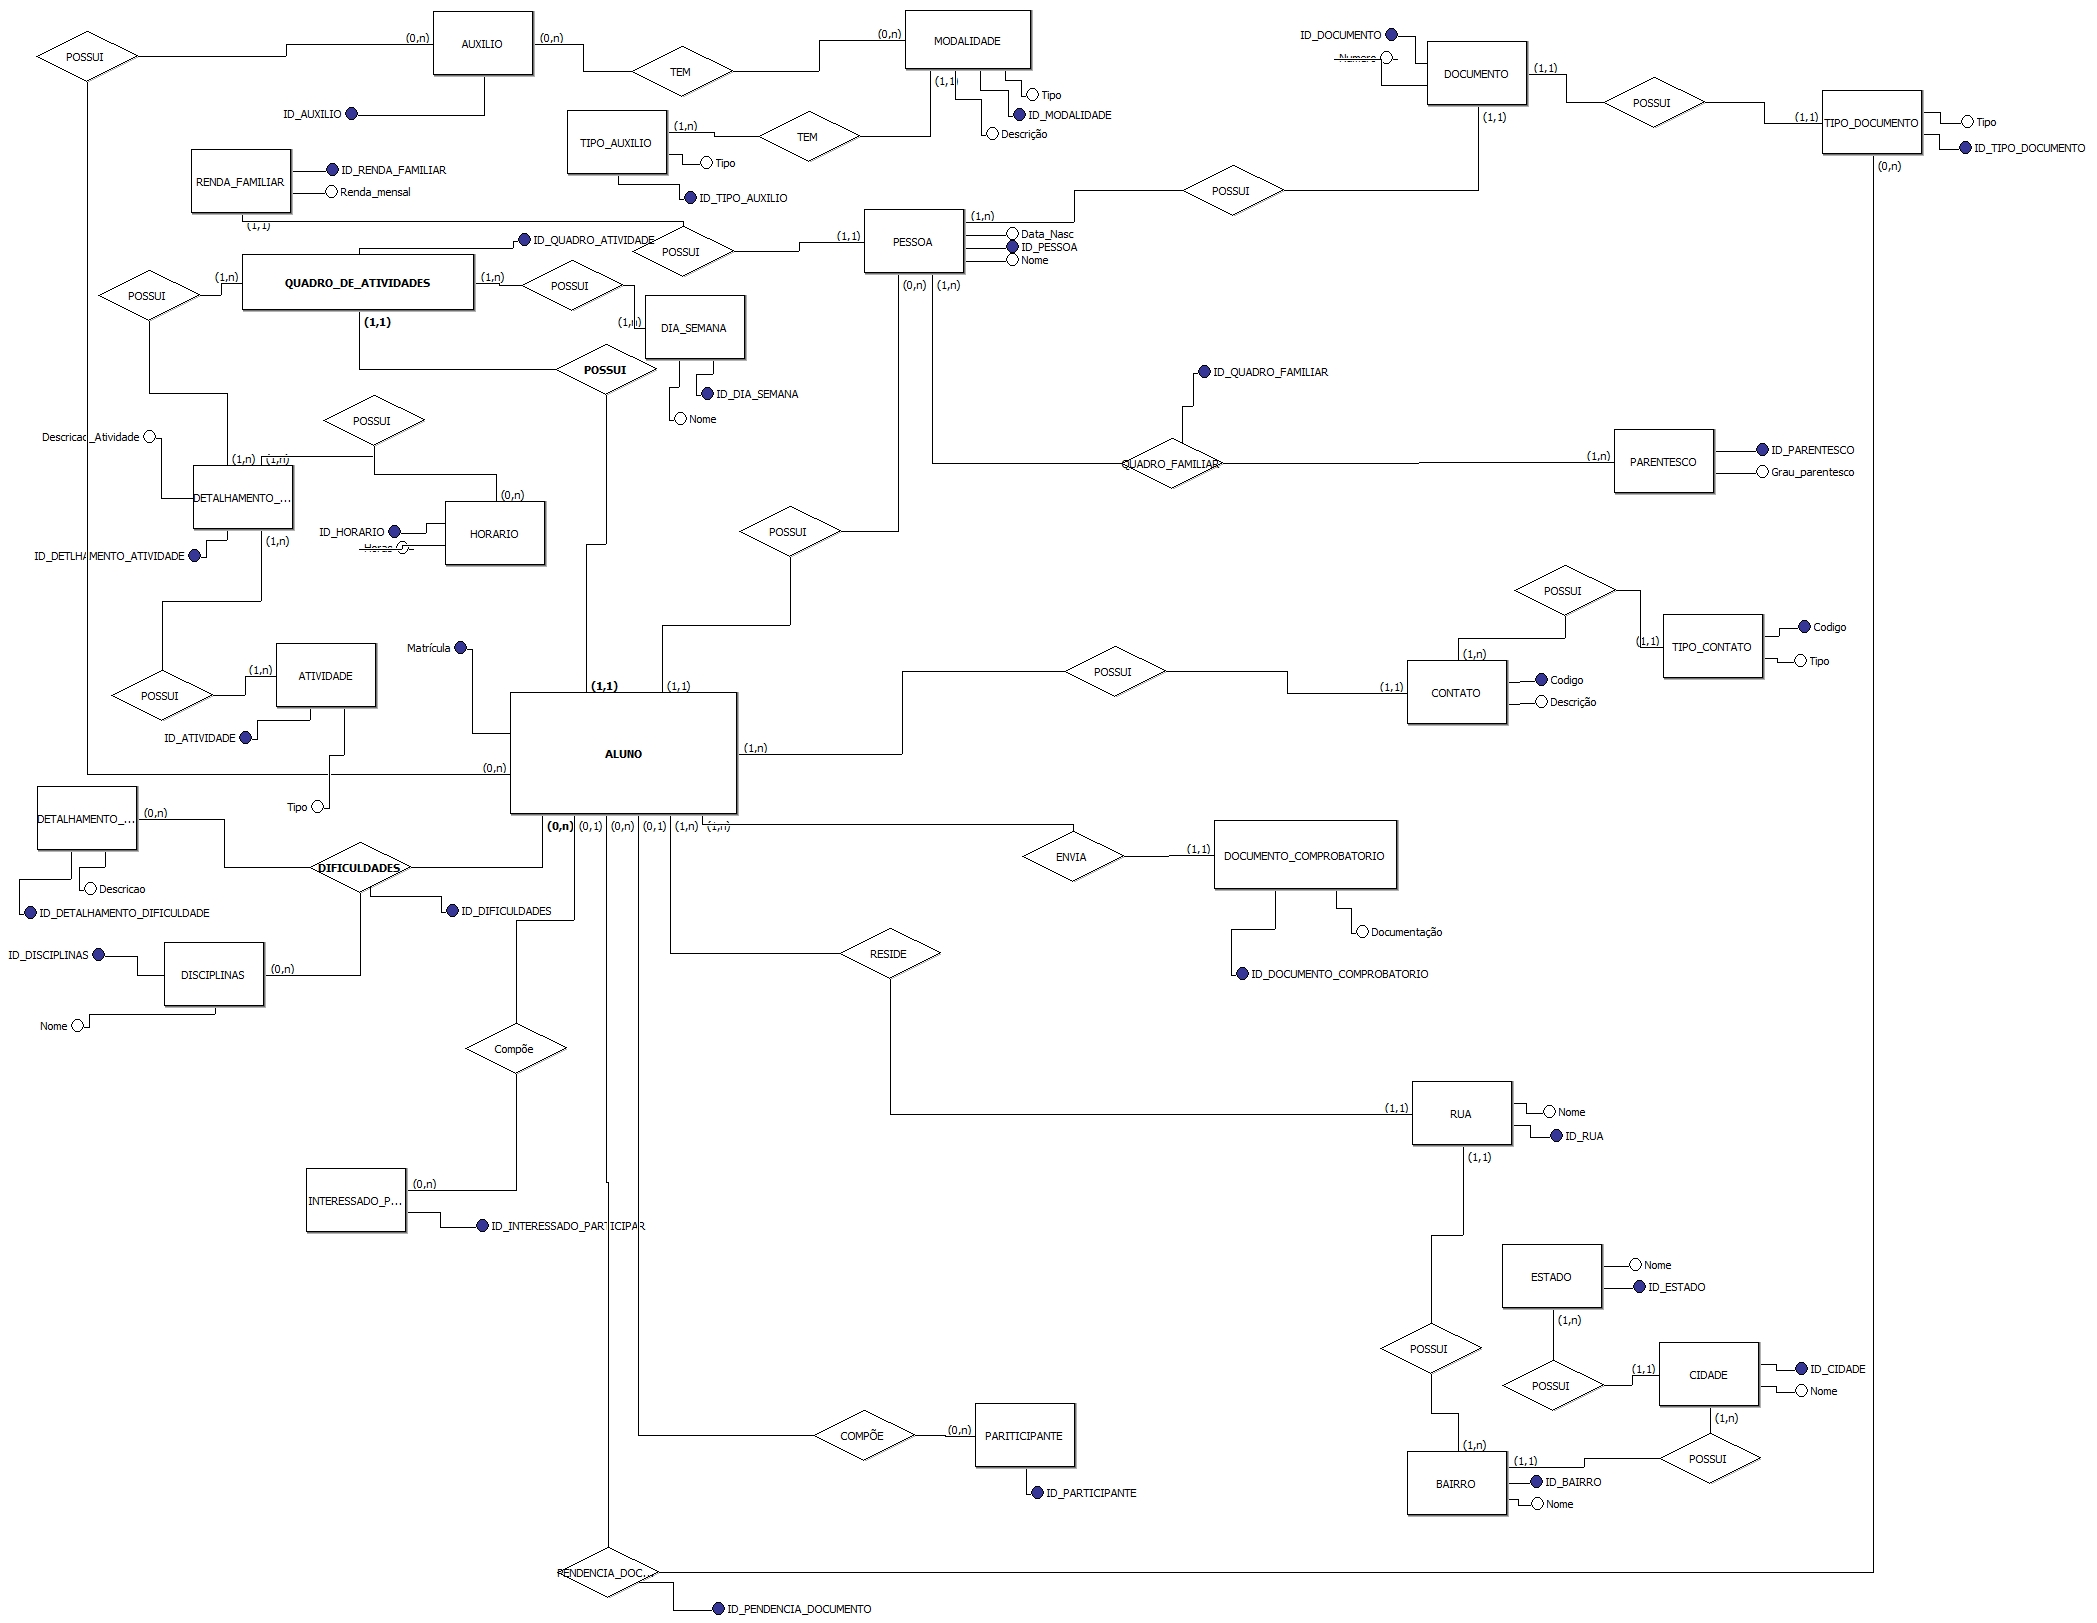 POSSUI
(0,n)
AUXILIO
(0,n)
TEM
(0,n)
MODALIDADE
(1,1)
Tipo
ID_MODALIDADE
Descrição
ID_AUXILIO
TIPO_AUXILIO
(1,n)
TEM
Tipo
ID_TIPO_AUXILIO
ID_DOCUMENTO
Numero
DOCUMENTO
(1,1)
(1,1)
POSSUI
(1,1)
TIPO_DOCUMENTO
Tipo
ID_TIPO_DOCUMENTO
(0,n)
RENDA_FAMILIAR
ID_RENDA_FAMILIAR
Renda_mensal
(1,1)
POSSUI
(1,1)
PESSOA
(1,n)
POSSUI
Data_Nasc
ID_PESSOA
Nome
(0,n)
(1,n)
ID_QUADRO_ATIVIDADE
POSSUI
(1,n)
QUADRO_DE_ATIVIDADES
(1,n)
POSSUI
(1,1)
(1,n)
DIA_SEMANA
POSSUI
ID_DIA_SEMANA
Nome
ID_QUADRO_FAMILIAR
QUADRO_FAMILIAR
(1,n)
PARENTESCO
ID_PARENTESCO
Grau_parentesco
POSSUI
Descricao_Atividade
(1,n)
(1,n)
DETALHAMENTO_...
(0,n)
ID_HORARIO
Horas
HORARIO
(1,n)
ID_DETLHAMENTO_ATIVIDADE
POSSUI
POSSUI
(1,1)
TIPO_CONTATO
Codigo
Tipo
Matrícula
(1,n)
ATIVIDADE
POSSUI
ID_ATIVIDADE
Tipo
(1,1)
(1,1)
POSSUI
(1,1)
(1,n)
CONTATO
Codigo
Descrição
ALUNO
(1,n)
(0,n)
(0,n)
(0,1)
(0,n)
(0,1)
(1,n)
(1,n)
DETALHAMENTO_...
(0,n)
DIFICULDADES
Descricao
ID_DETALHAMENTO_DIFICULDADE
ID_DIFICULDADES
ENVIA
(1,1)
DOCUMENTO_COMPROBATORIO
Documentação
ID_DOCUMENTO_COMPROBATORIO
ID_DISCIPLINAS
DISCIPLINAS
(0,n)
Nome
RESIDE
Compõe
(1,1)
RUA
Nome
ID_RUA
(1,1)
INTERESSADO_P...
(0,n)
ID_INTERESSADO_PARTICIPAR
ESTADO
Nome
ID_ESTADO
(1,n)
POSSUI
POSSUI
(1,1)
CIDADE
ID_CIDADE
Nome
(1,n)
COMPÕE
(0,n)
PARITICIPANTE
ID_PARTICIPANTE
(1,n)
(1,1)
POSSUI
BAIRRO
ID_BAIRRO
Nome
PENDENCIA_DOC...
ID_PENDENCIA_DOCUMENTO